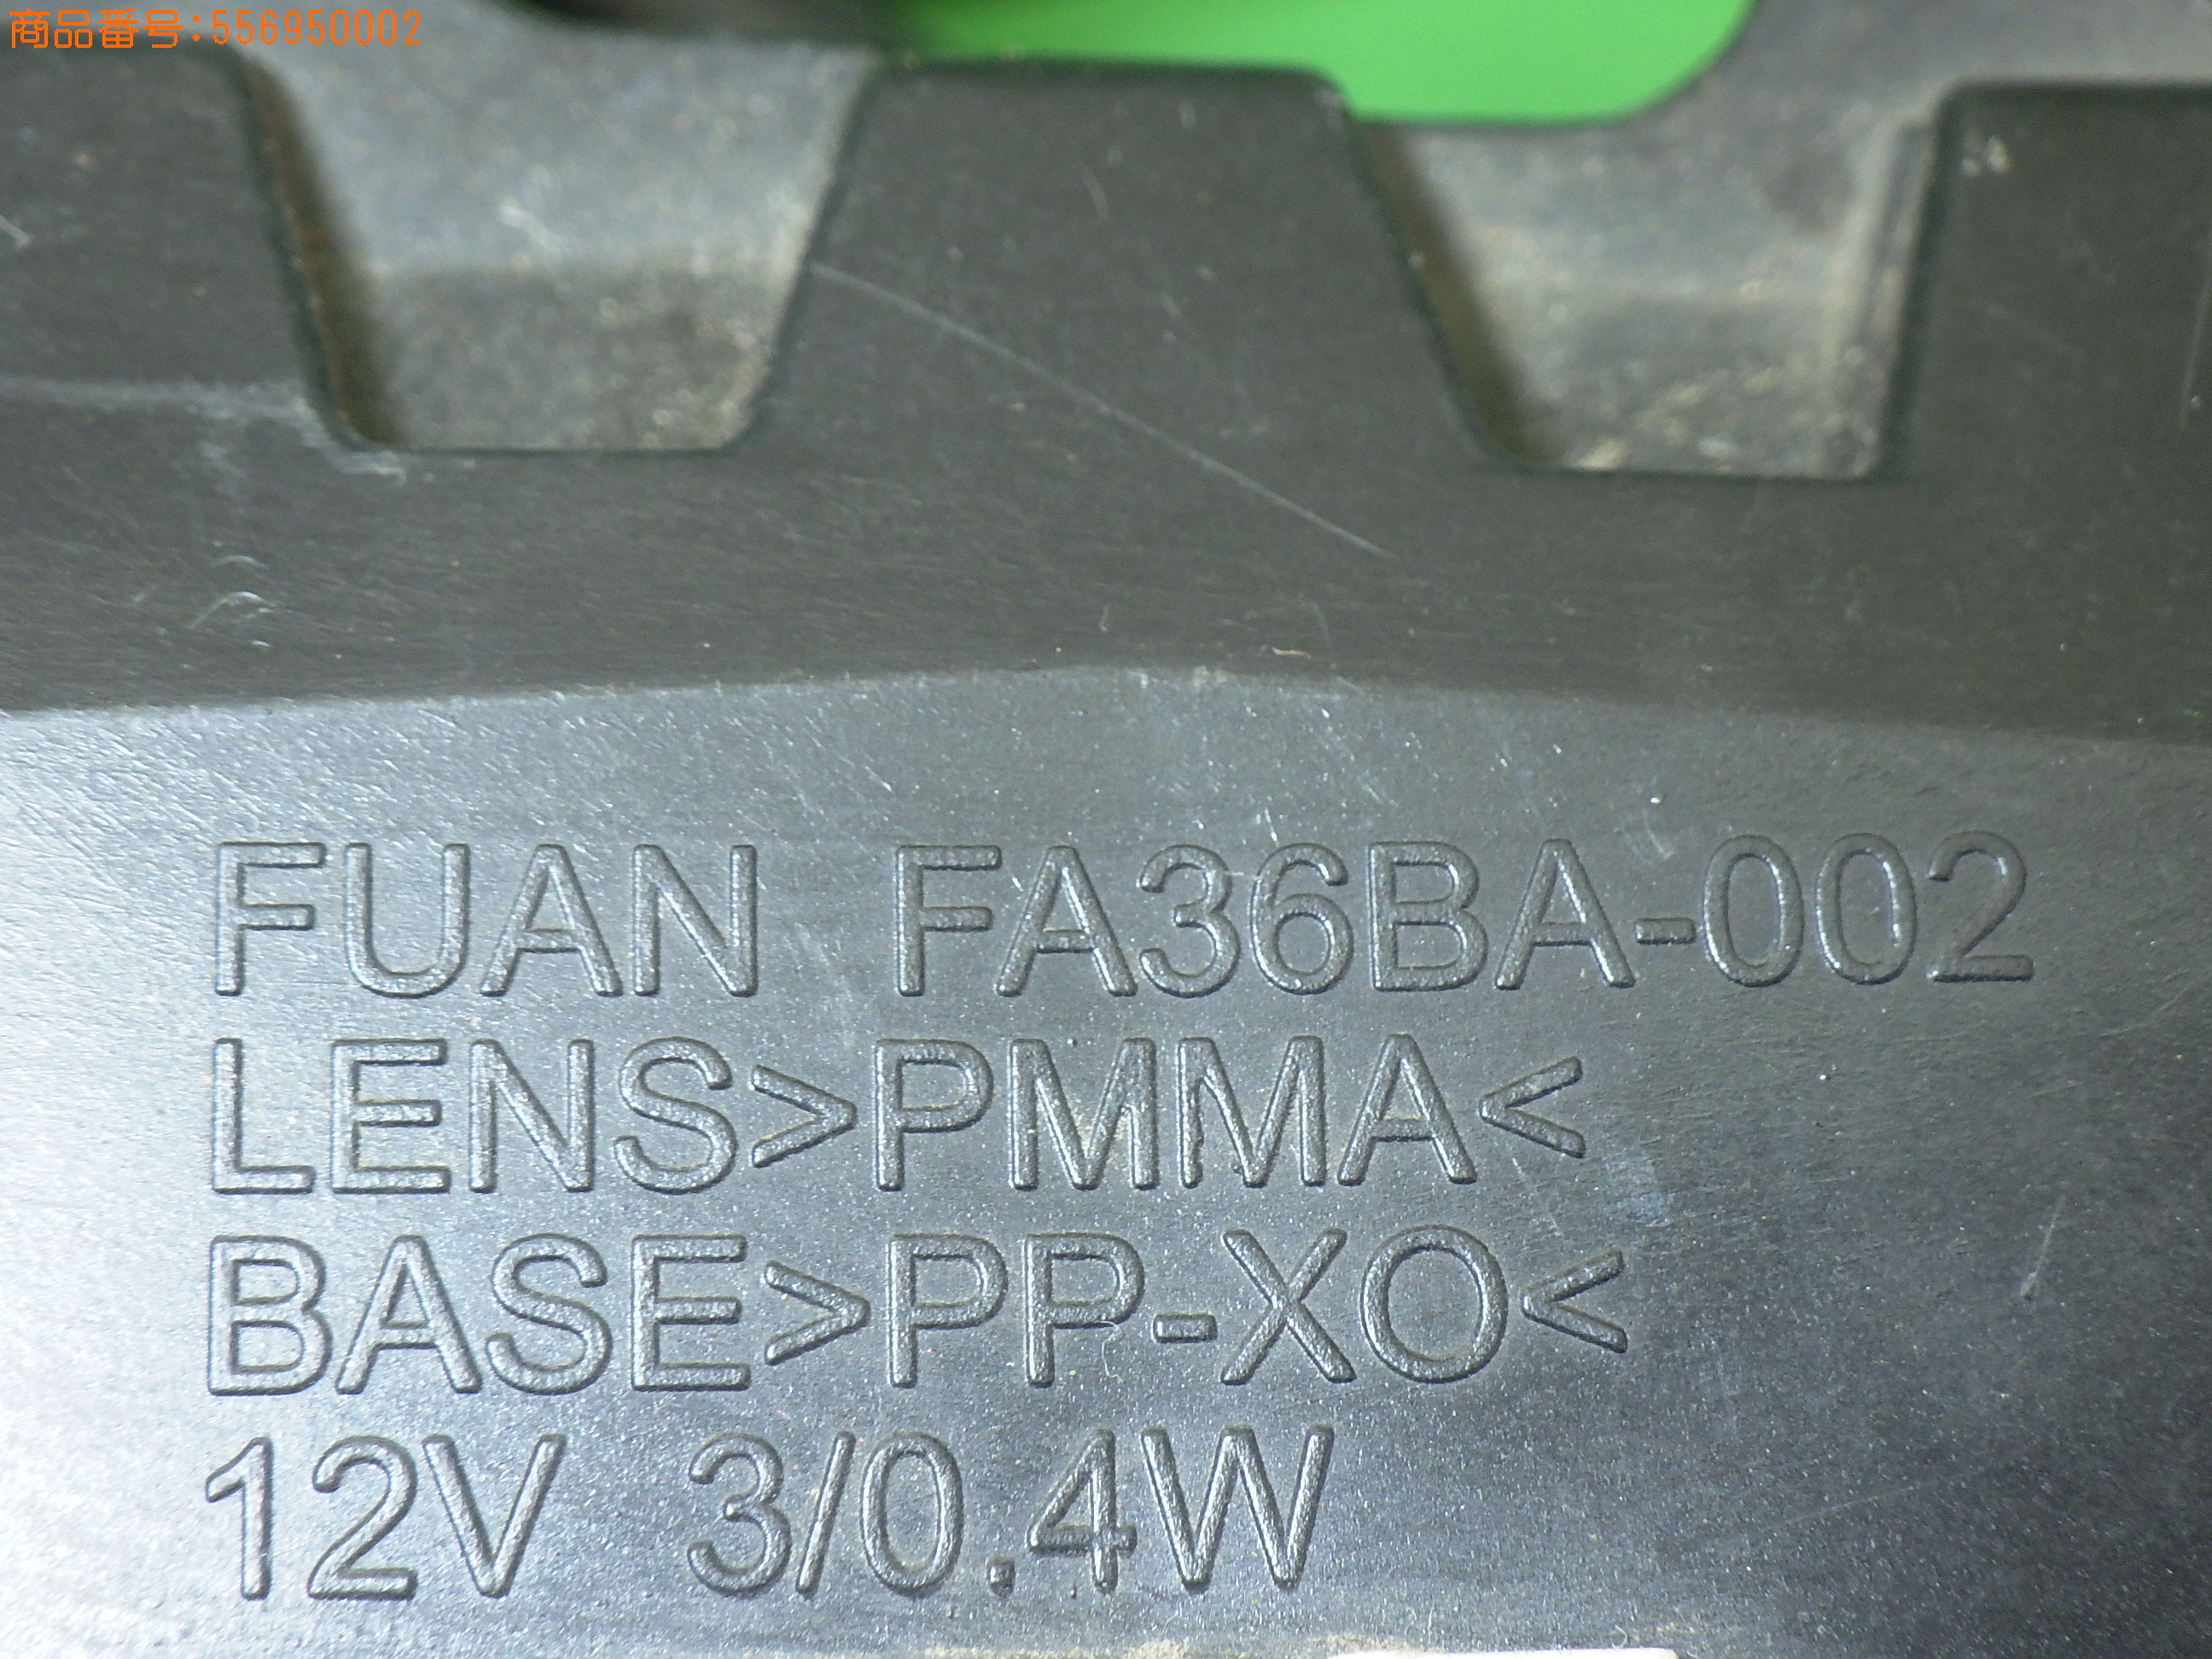 商品番号:556950002
FUAN FA36BA-002
LENS>PMMA<
BASE>PP-XO<
12V 3/0.4W